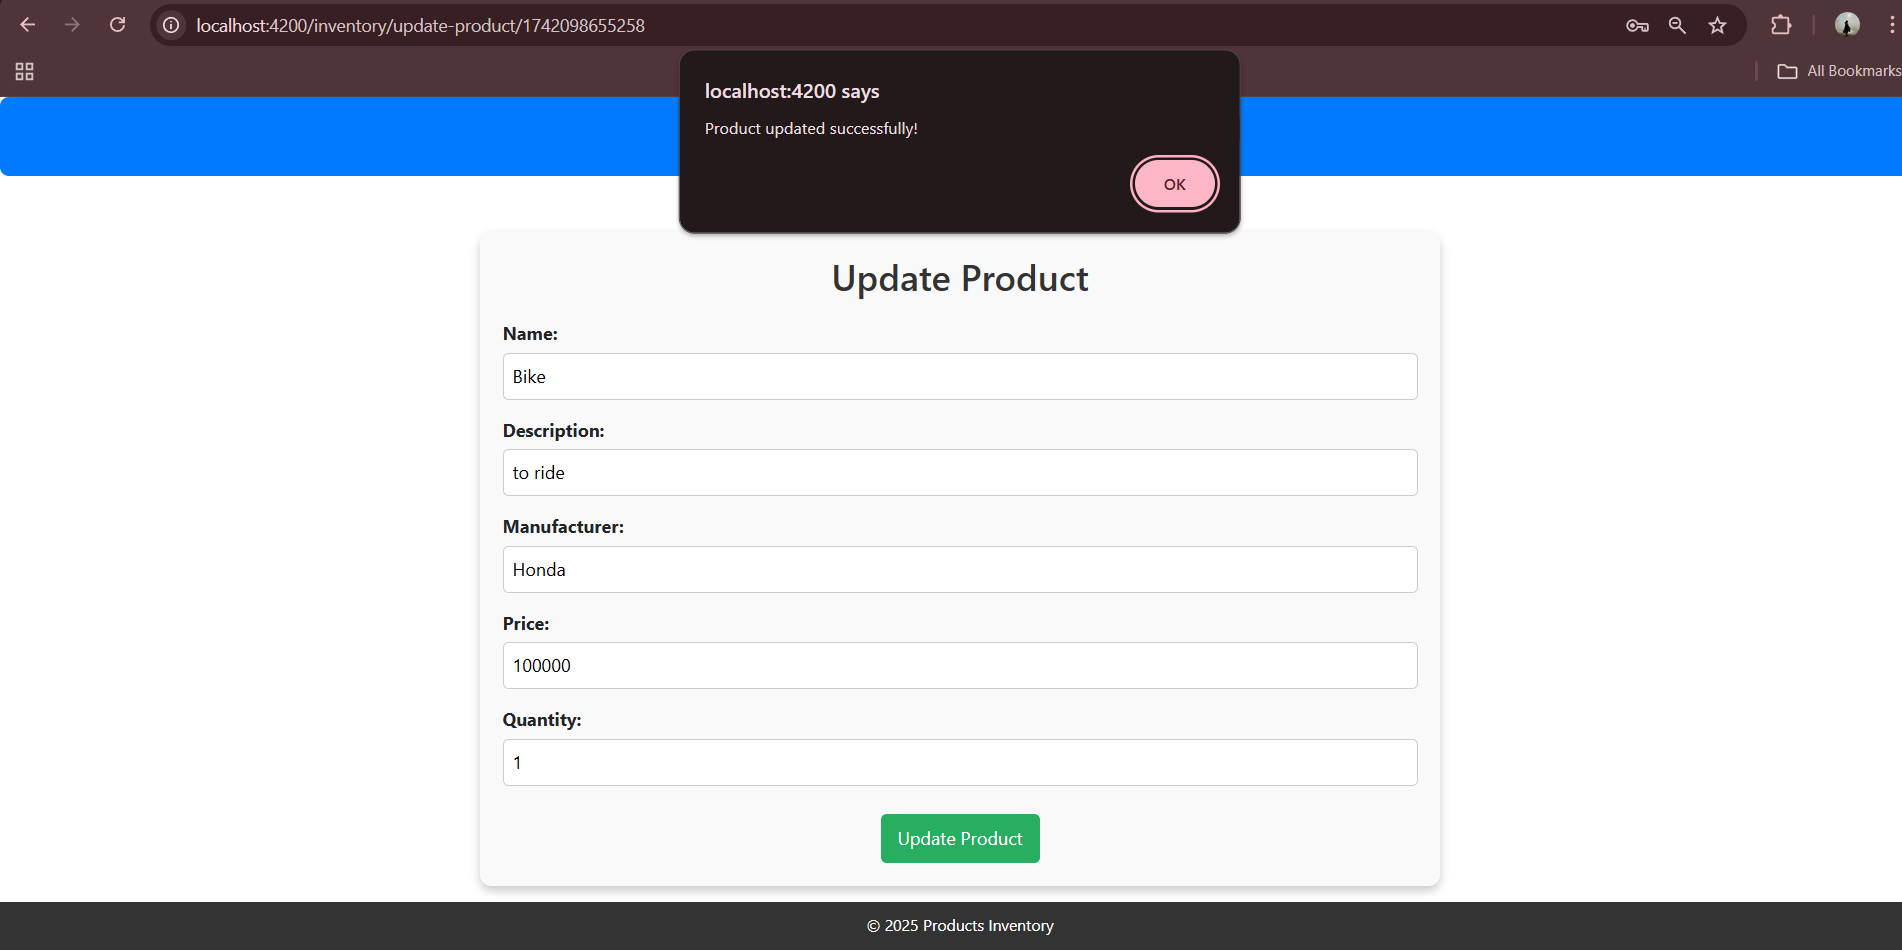 localhost:4200/inventory/update-product/1742098655258
All Bookmarks
localhost:4200 says
Product updated successfully!
OK
Update Product
Name:
Bike
Description:
to ride
Manufacturer:
Honda
Price:
100000
Quantity:
1
Update Product
© 2025 Products Inventory